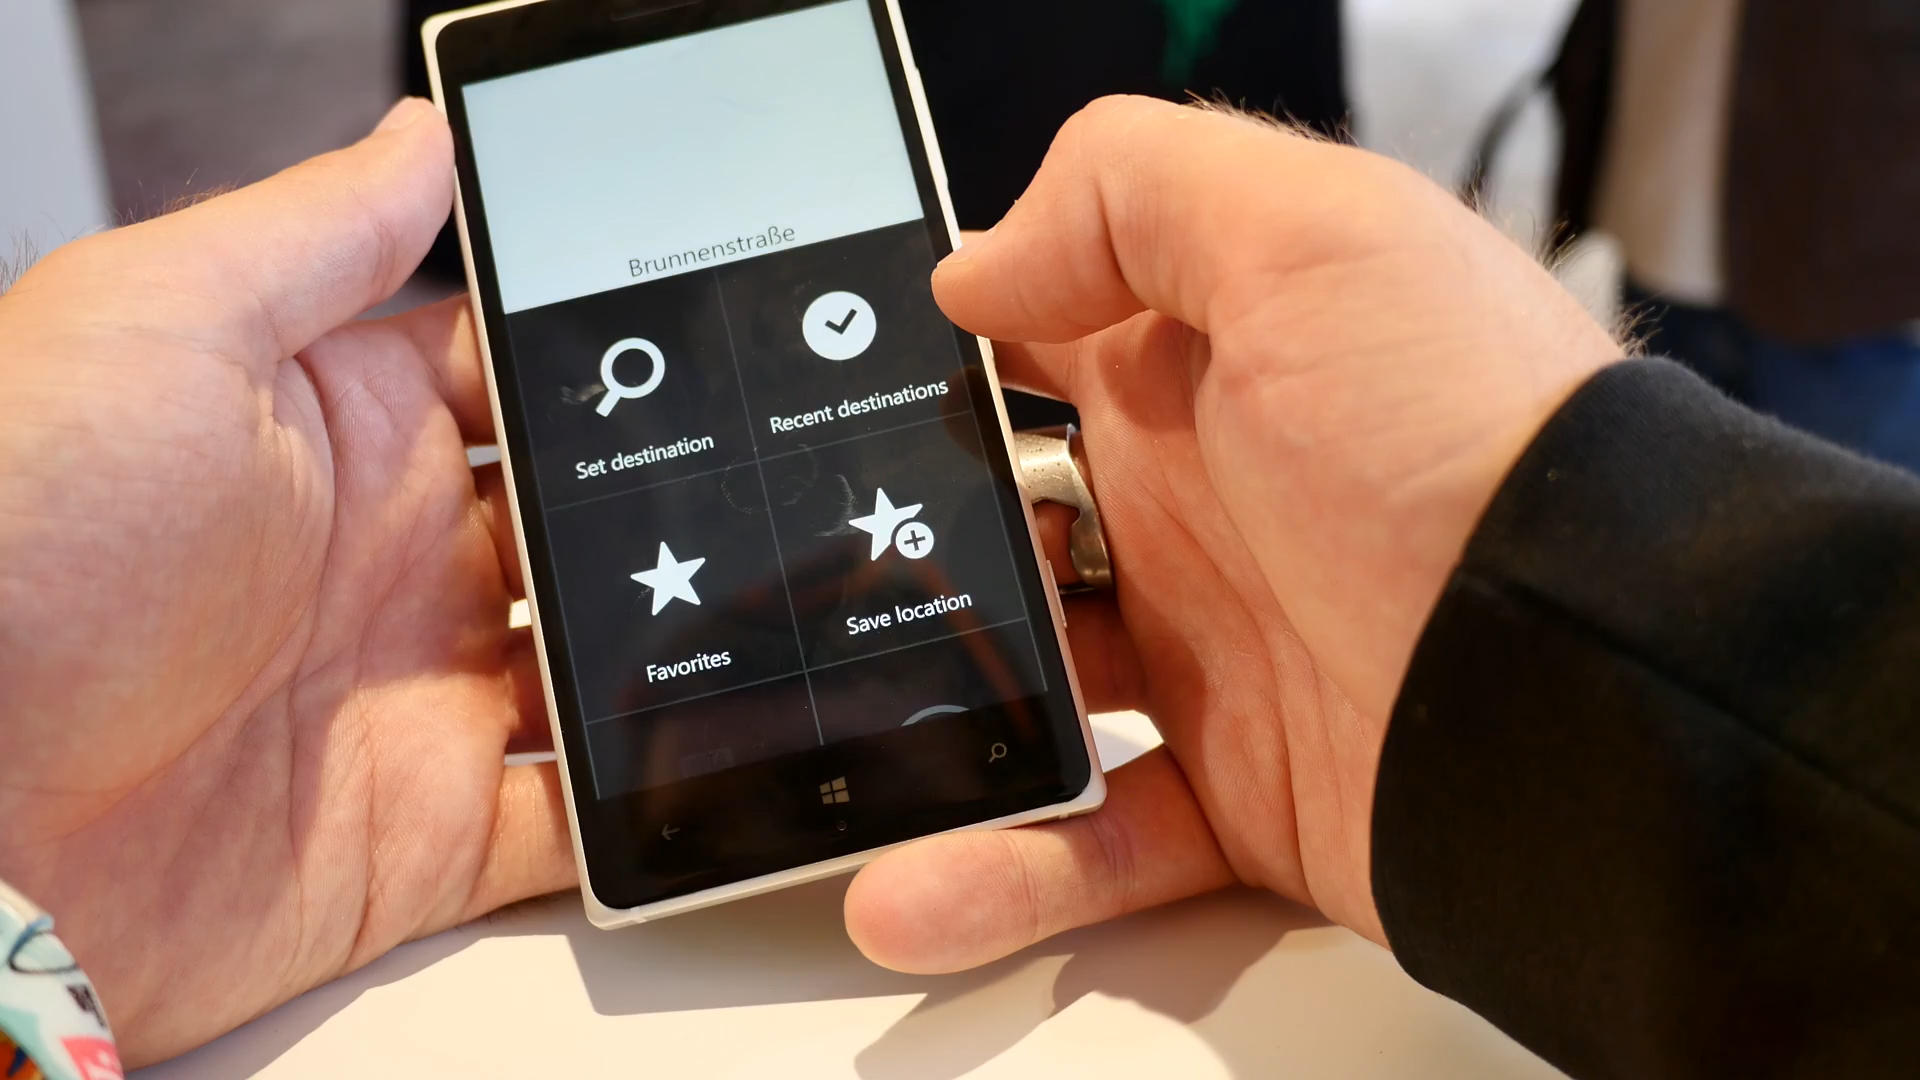 Brunnenstraße
Set destination
Recent destinations
Favorites
Save location